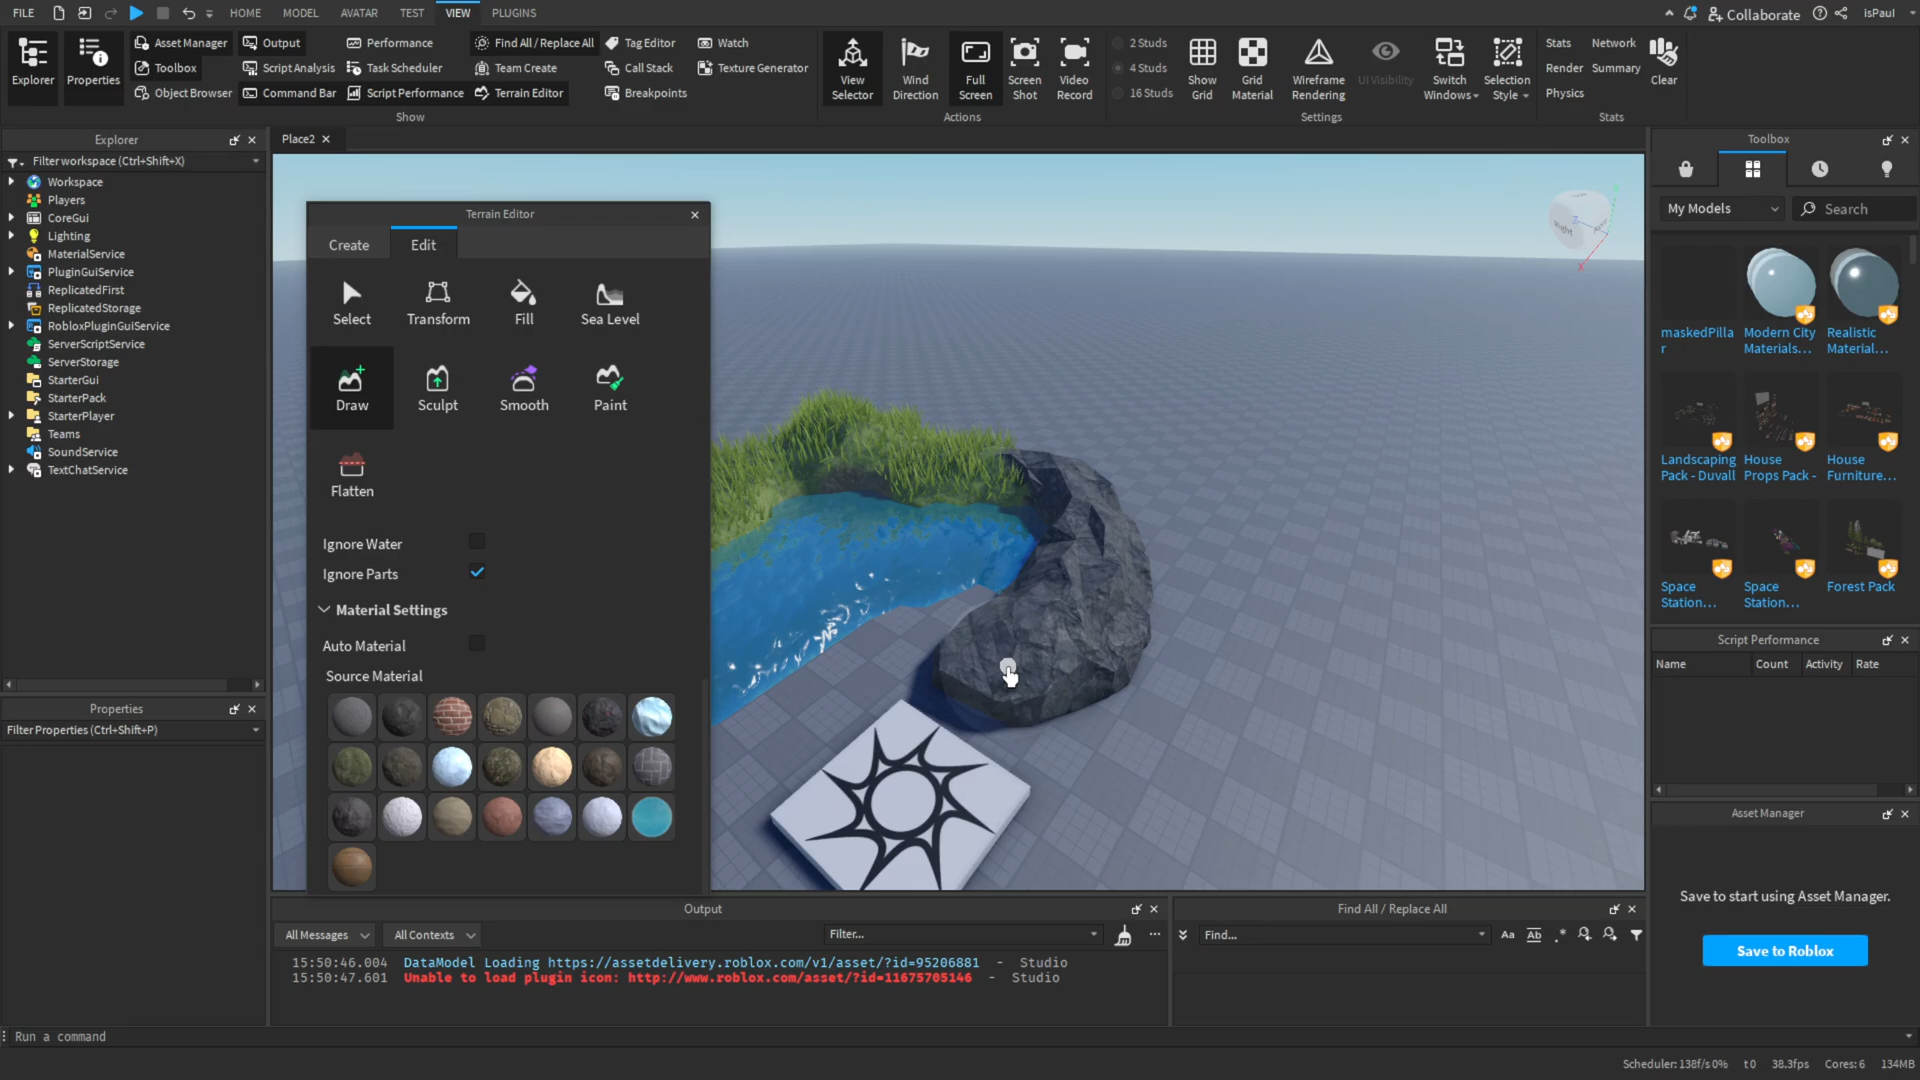 FILE HOME MODEL AVATAR TEST VIEW PLUGINS Collaborate isPaul
Explorer
Properties
Asset Manager Output Performance Find All / Replace All Tag Editor Watch
Toolbox Script Analysis Task Scheduler Team Create Call Stack Texture Generator
Object Browser Command Bar Script Performance Terrain Editor Breakpoints
Show
View Selector
Wind Direction
Full Screen
Screen Shot
Video Record
Actions
2 Studs
4 Studs
16 Studs
Show Grid
Grid Material
Wireframe Rendering
UI Visibility
Switch Windows
Selection Style
Settings
Stats Network
Render Summary
Physics
Clear
Stats
Explorer
Filter workspace (Ctrl+Shift+X)
Workspace
Players
CoreGui
Lighting
MaterialService
PluginGuiService
ReplicatedFirst
ReplicatedStorage
RobloxPluginGuiService
ServerScriptService
ServerStorage
StarterGui
StarterPack
StarterPlayer
Teams
SoundService
TextChatService
Properties
Filter Properties (Ctrl+Shift+P)
Place2
Terrain Editor
Create Edit
Select Transform Fill Sea Level
Draw Sculpt Smooth Paint
Flatten
Ignore Water
Ignore Parts
Material Settings
Auto Material
Source Material
Right
Z
X
Toolbox
My Models Search
maskedPilla
r
Modern City
Materials...
Realistic
Material...
Landscaping
Pack - Duvall
House
Props Pack -
House
Furniture...
Space
Station...
Space
Station...
Forest Pack
Script Performance
Name Count Activity Rate
Asset Manager
Save to start using Asset Manager.
Save to Roblox
Output
All Messages All Contexts Filter...
15:50:46.004 DataModel Loading https://assetdelivery.roblox.com/v1/asset/?id=95206881 - Studio
15:50:47.601 Unable to load plugin icon: http://www.roblox.com/asset/?id=11675705146 - Studio
Find All / Replace All
Find... Aa Ab .*
Run a command
Scheduler: 138f/s 0% t0 38.3fps Cores: 6 134MB